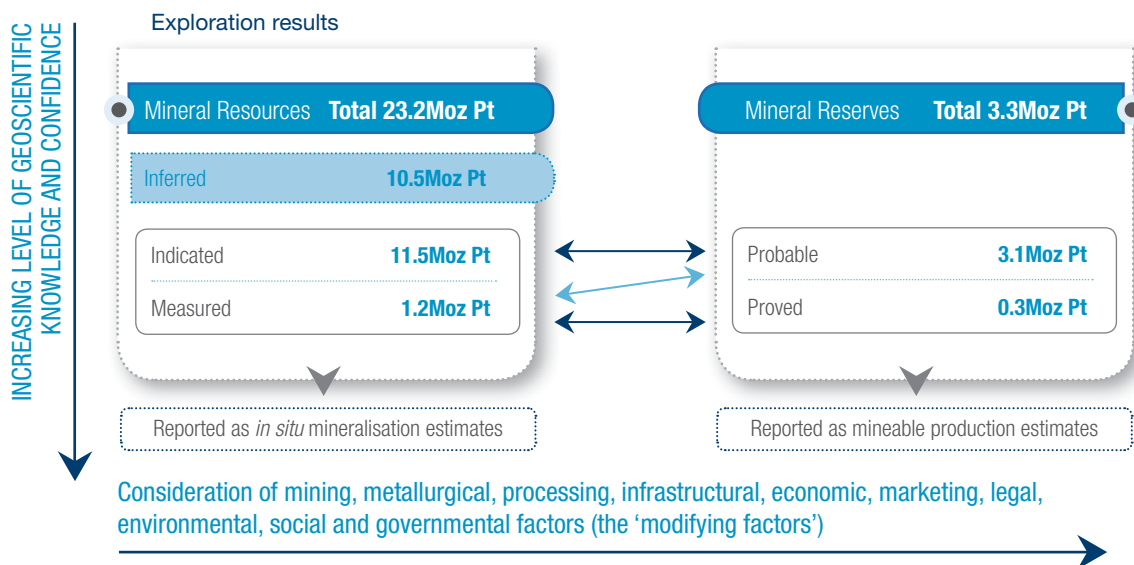 INCREASING LEVEL OF GEOSCIENTIFIC
KNOWLEDGE AND CONFIDENCE
Exploration results
Mineral Resources Total 23.2Moz Pt
Inferred 10.5Moz Pt
Indicated 11.5Moz Pt
Measured 1.2Moz Pt
Reported as in situ mineralisation estimates
Mineral Reserves Total 3.3Moz Pt
Probable 3.1Moz Pt
Proved 0.3Moz Pt
Reported as mineable production estimates
Consideration of mining, metallurgical, processing, infrastructural, economic, marketing, legal,
environmental, social and governmental factors (the ‘modifying factors’)